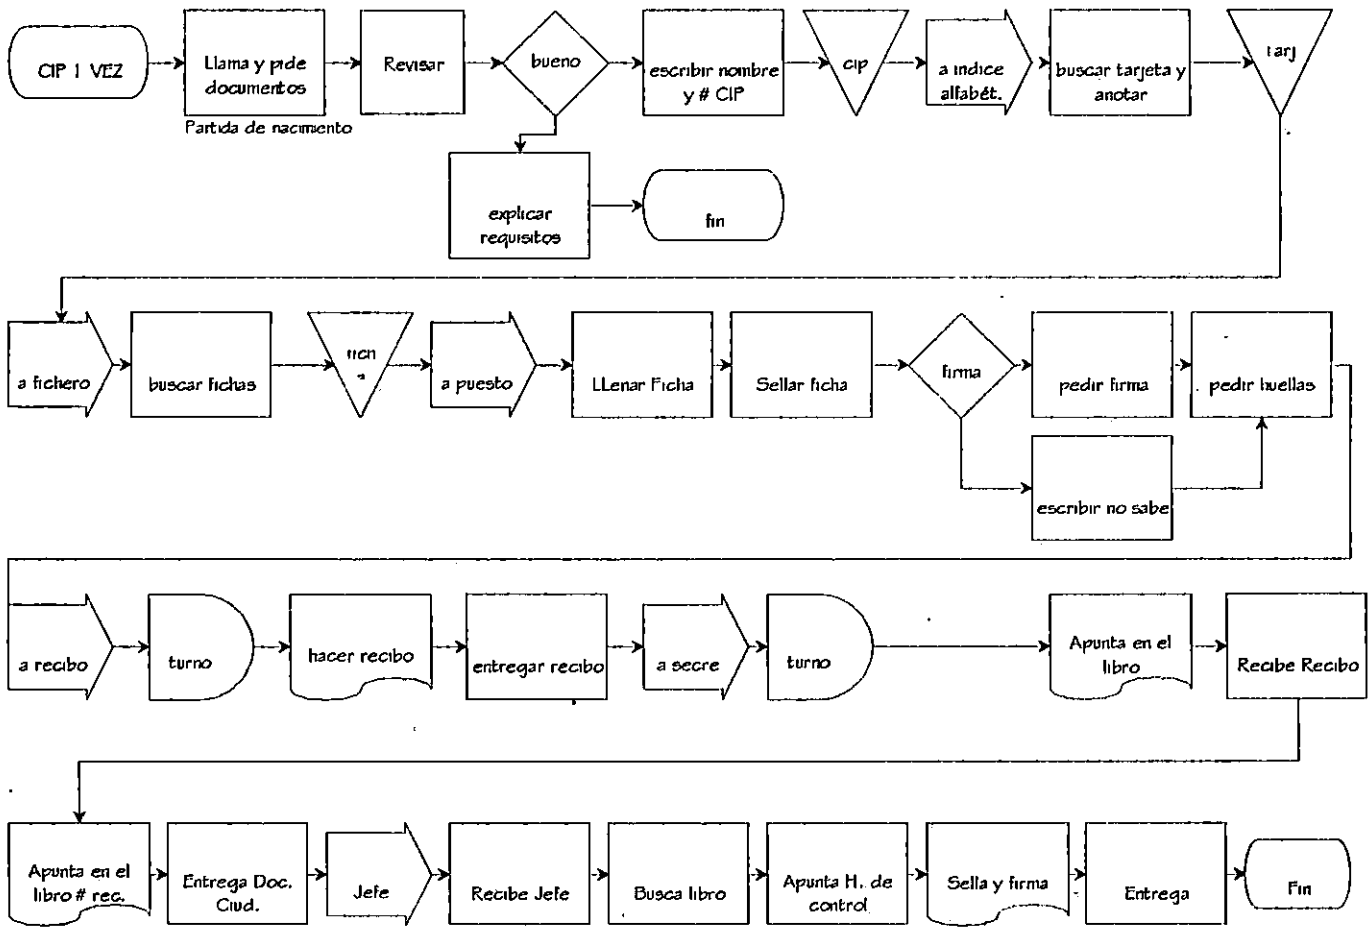 CIP 1 VEZ
Llama y pide
documentos
Partida de nacimiento
Revisar
bueno
escribir nombre
y # CIP
cip
a indice
alfabét.
buscar tarjeta y
anotar
Tarj
explicar
requisitos
fin
a fichero
buscar fichas
a puesto
LLenar Ficha
Sellar ficha
firma
pedir firma
pedir huellas
escribir no sabe
a recibo
turno
hacer recibo
entregar recibo
a secre
turno
Apunta en el
libro
Recibe Recibo
Apunta en el
libro # rec.
Entrega Doc.
Ciud.
Jefe
Recibe Jefe
Busca libro
Apunta H. de
control
Sella y firma
Entrega
Fin